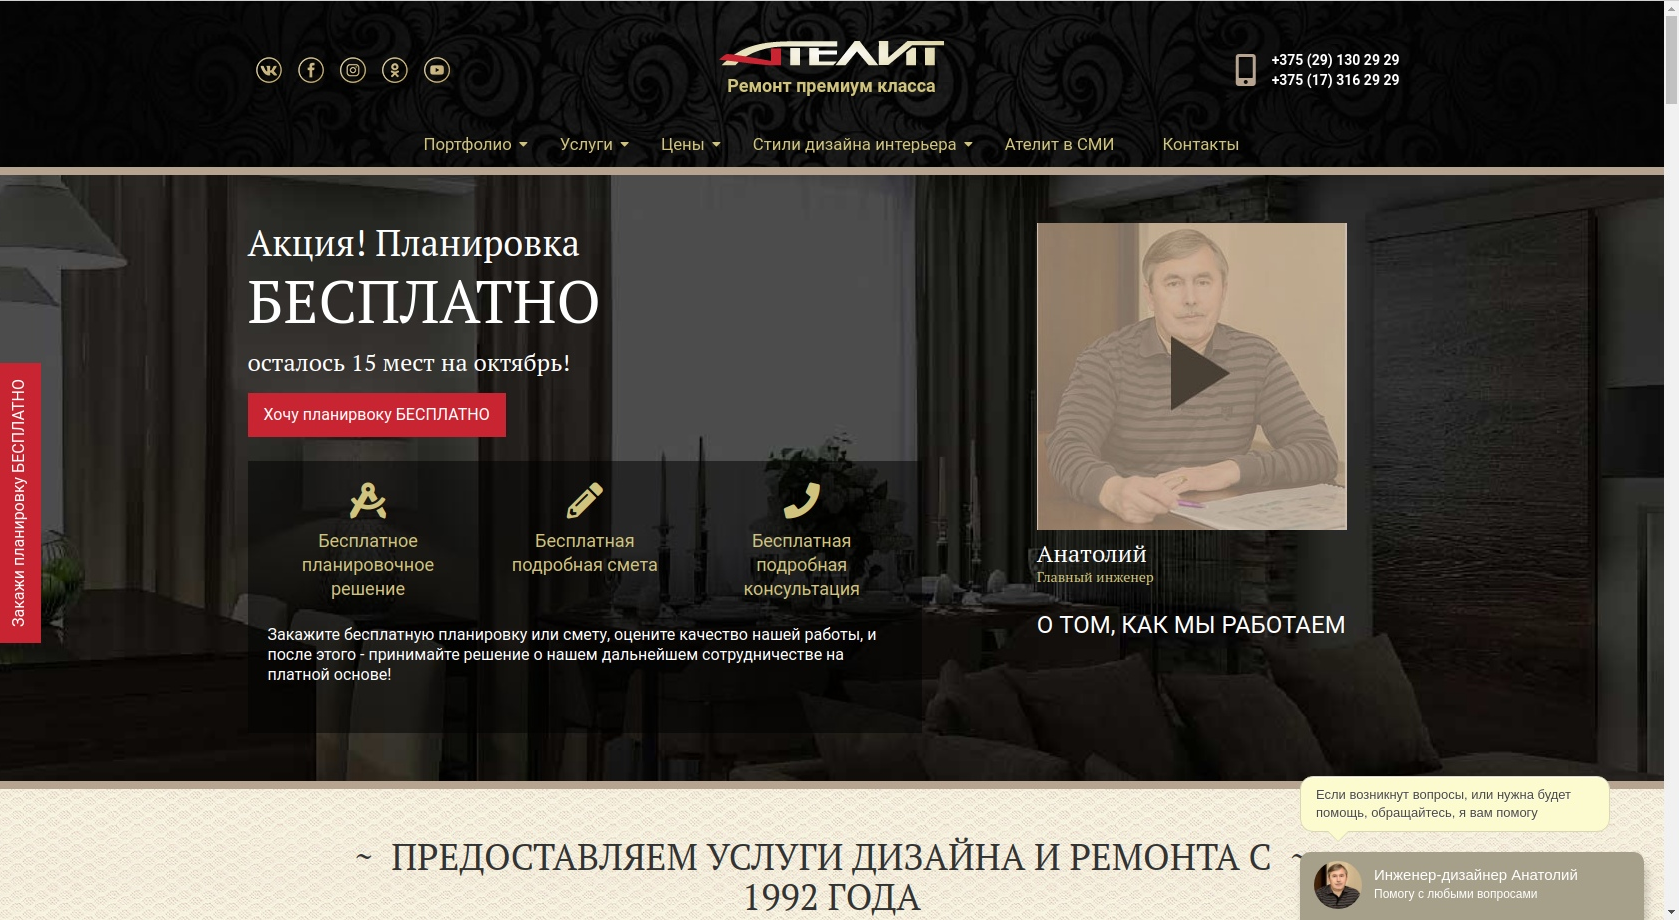 АТЕЛИТ
Ремонт премиум класса
+375 (29) 130 29 29
+375 (17) 316 29 29
Портфолио
Услуги
Цены
Стили дизайна интерьера
Ателит в СМИ
Контакты
Акция! Планировка
БЕСПЛАТНО
осталось 15 мест на октябрь!
Хочу планирвоку БЕСПЛАТНО
Закажи планировку БЕСПЛАТНО
Бесплатное
планировочное
решение
Бесплатная
подробная смета
Бесплатная
подробная
консультация
Закажите бесплатную планировку или смету, оцените качество нашей работы, и
после этого - принимайте решение о нашем дальнейшем сотрудничестве на
платной основе!
Анатолий
Главный инженер
О ТОМ, КАК МЫ РАБОТАЕМ
~ ПРЕДОСТАВЛЯЕМ УСЛУГИ ДИЗАЙНА И РЕМОНТА С ~
1992 ГОДА
Если возникнут вопросы, или нужна будет
помощь, обращайтесь, я вам помогу
Инженер-дизайнер Анатолий
Помогу с любыми вопросами